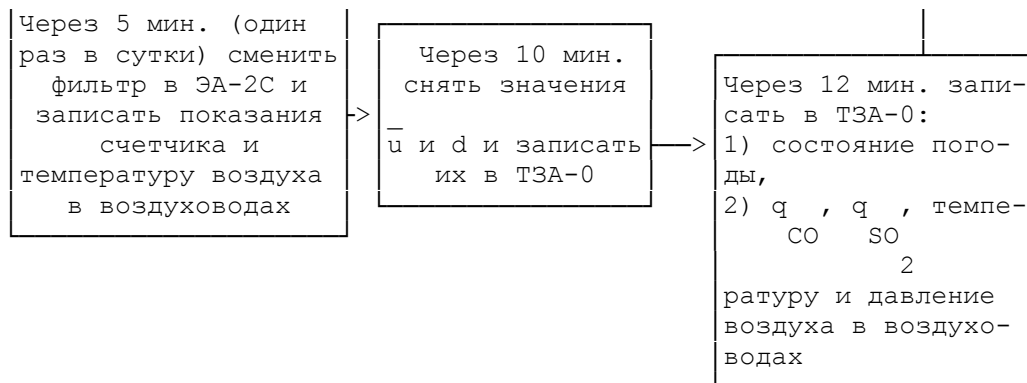 Через 5 мин. (один
раз в сутки) сменить
фильтр в ЭА-2С и
записать показания
счетчика и
температуру воздуха
в воздуховодах
Через 10 мин.
снять значения
_
u и d и записать
их в ТЗА-0
Через 12 мин. запи-
сать в ТЗА-0:
1) состояние пого-
ды,
2) q , q , темпе-
CO SO
2
ратуру и давление
воздуха в воздухо-
водах